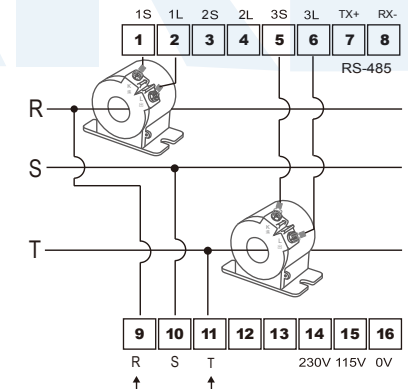 1S 1L 2S 2L 3S 3L TX+ RX-
1 2 3 4 5 6 7 8
RS-485
R
S
T
9 10 11 12 13 14 15 16
R S T 230V 115V 0V